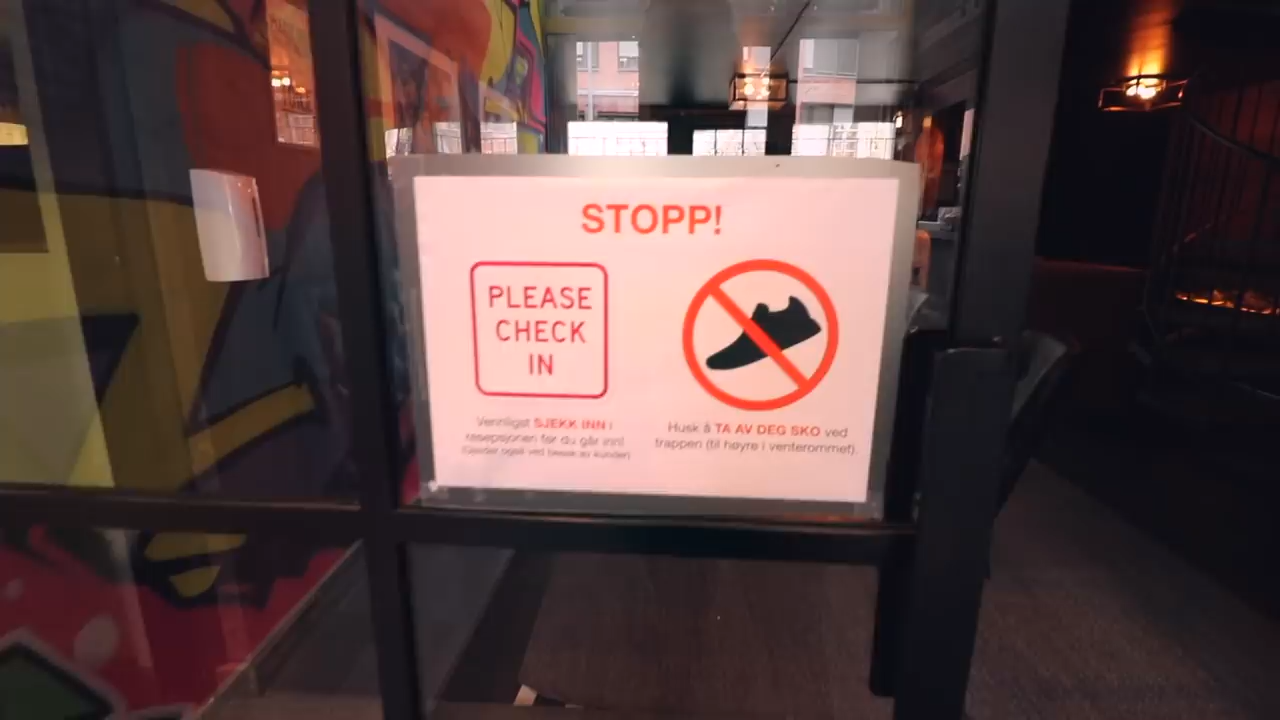 STOPP!
PLEASE
CHECK
IN
Vennligst SJEKK INN i
resepsjonen før du går inn!
(Gjelder også ved besøk av kunder)
Husk å TA AV DEG SKO ved
trappen (til høyre i venterommet).